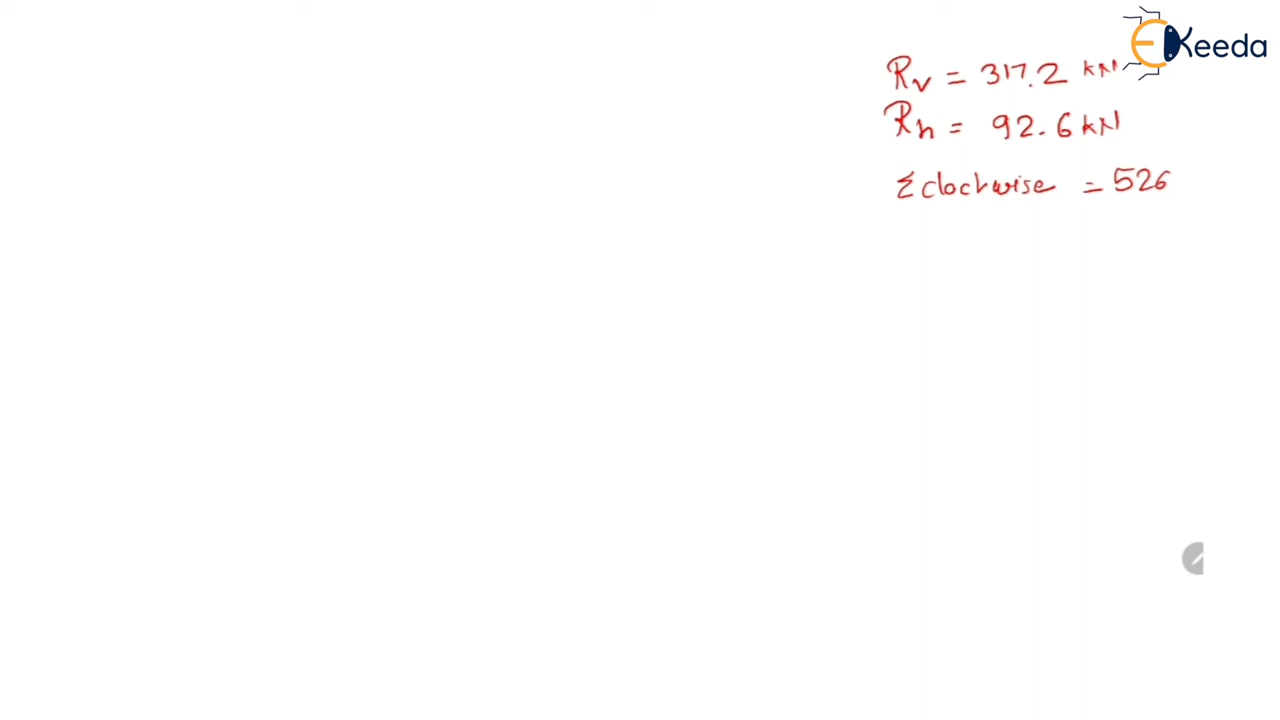 EKeeda
Rv = 317.2 kN
Rh = 92.6 kN
Σclockwise = 526